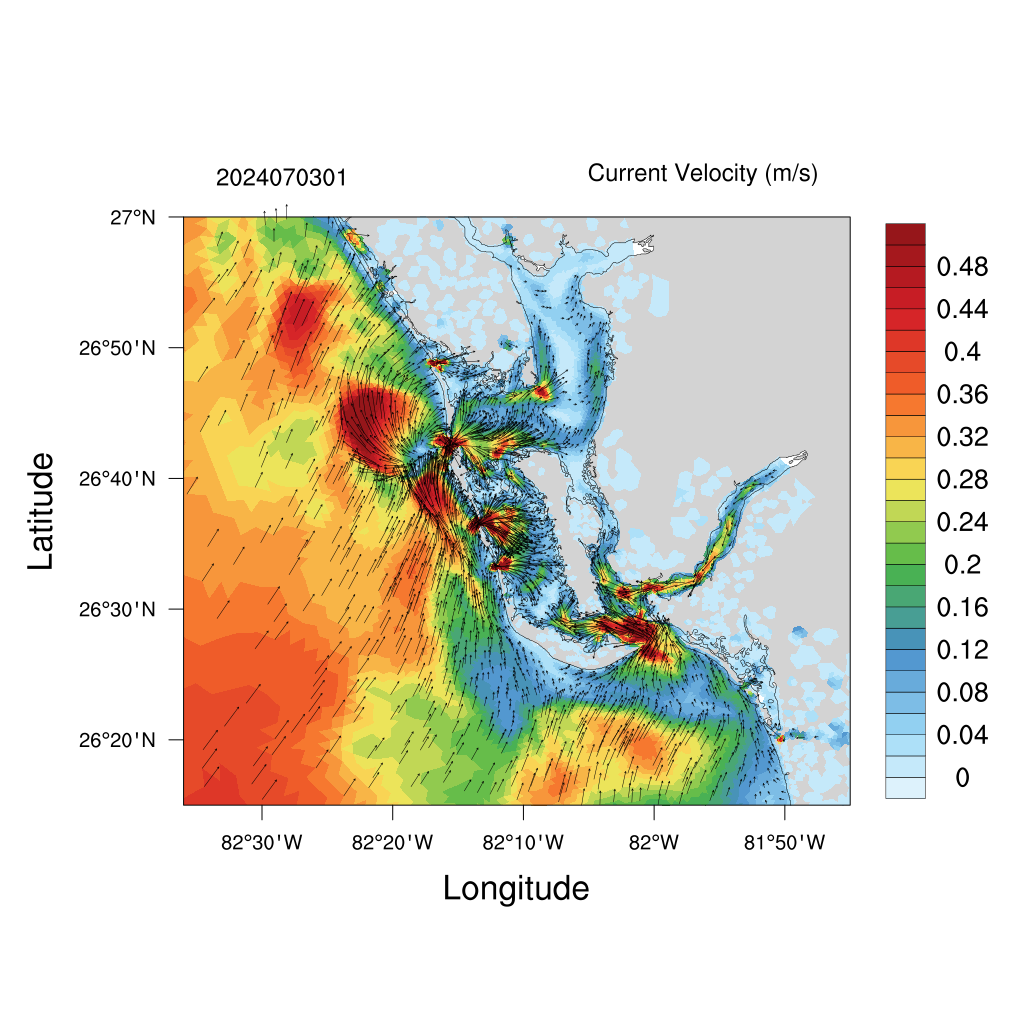 2024070301
Current Velocity (m/s)
27°N
26°50'N
26°40'N
26°30'N
26°20'N
Latitude
82°30'W
82°20'W
82°10'W
82°W
81°50'W
Longitude
0.48
0.44
0.4
0.36
0.32
0.28
0.24
0.2
0.16
0.12
0.08
0.04
0